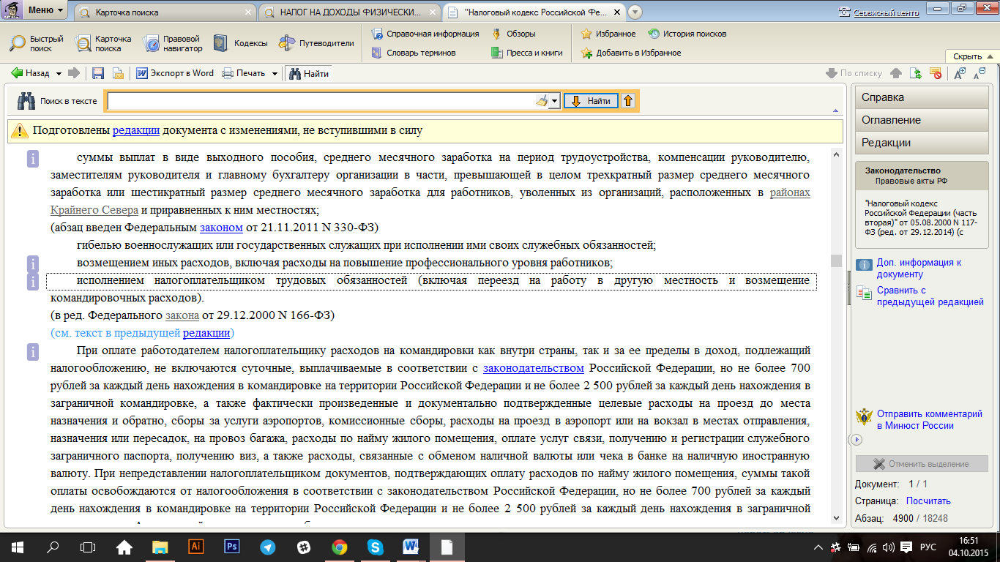 Меню
Карточка поиска
НАЛОГ НА ДОХОДЫ ФИЗИЧЕСКИ...
"Налоговый кодекс Российской Фе...
Сервисный центр
Быстрый поиск
Карточка поиска
Правовой навигатор
Кодексы
Путеводители
Справочная информация
Обзоры
Словарь терминов
Пресса и книги
Избранное
История поисков
Добавить в Избранное
Скрыть
Назад
Экспорт в Word
Печать
Найти
По списку
Поиск в тексте
Найти
Подготовлены редакции документа с изменениями, не вступившими в силу
суммы выплат в виде выходного пособия, среднего месячного заработка на период трудоустройства, компенсации руководителю,
заместителям руководителя и главному бухгалтеру организации в части, превышающей в целом трехкратный размер среднего месячного
заработка или шестикратный размер среднего месячного заработка для работников, уволенных из организаций, расположенных в районах
Крайнего Севера и приравненных к ним местностях;
(абзац введен Федеральным законом от 21.11.2011 N 330-ФЗ)
гибелью военнослужащих или государственных служащих при исполнении ими своих служебных обязанностей;
возмещением иных расходов, включая расходы на повышение профессионального уровня работников;
исполнением налогоплательщиком трудовых обязанностей (включая переезд на работу в другую местность и возмещение
командировочных расходов).
(в ред. Федерального закона от 29.12.2000 N 166-ФЗ)
(см. текст в предыдущей редакции)
При оплате работодателем налогоплательщику расходов на командировки как внутри страны, так и за ее пределы в доход, подлежащий
налогообложению, не включаются суточные, выплачиваемые в соответствии с законодательством Российской Федерации, но не более 700
рублей за каждый день нахождения в командировке на территории Российской Федерации и не более 2 500 рублей за каждый день нахождения в
заграничной командировке, а также фактически произведенные и документально подтвержденные целевые расходы на проезд до места
назначения и обратно, сборы за услуги аэропортов, комиссионные сборы, расходы на проезд в аэропорт или на вокзал в местах отправления,
назначения или пересадок, на провоз багажа, расходы по найму жилого помещения, оплате услуг связи, получению и регистрации служебного
заграничного паспорта, получению виз, а также расходы, связанные с обменом наличной валюты или чека в банке на наличную иностранную
валюту. При непредставлении налогоплательщиком документов, подтверждающих оплату расходов по найму жилого помещения, суммы такой
оплаты освобождаются от налогообложения в соответствии с законодательством Российской Федерации, но не более 700 рублей за каждый
день нахождения в командировке на территории Российской Федерации и не более 2 500 рублей за каждый день нахождения в заграничной
Справка
Оглавление
Редакции
Законодательство
Правовые акты РФ
"Налоговый кодекс
Российской Федерации (часть
вторая)" от 05.08.2000 N 117-
ФЗ (ред. от 29.12.2014) (с
Доп. информация к
документу
Сравнить с
предыдущей редакцией
Отправить комментарий
в Минюст России
Отменить выделение
Документ: 1 / 1
Страница: Посчитать
Абзац: 4900 / 18248
Ai
Ps
РУС
16:51
04.10.2015